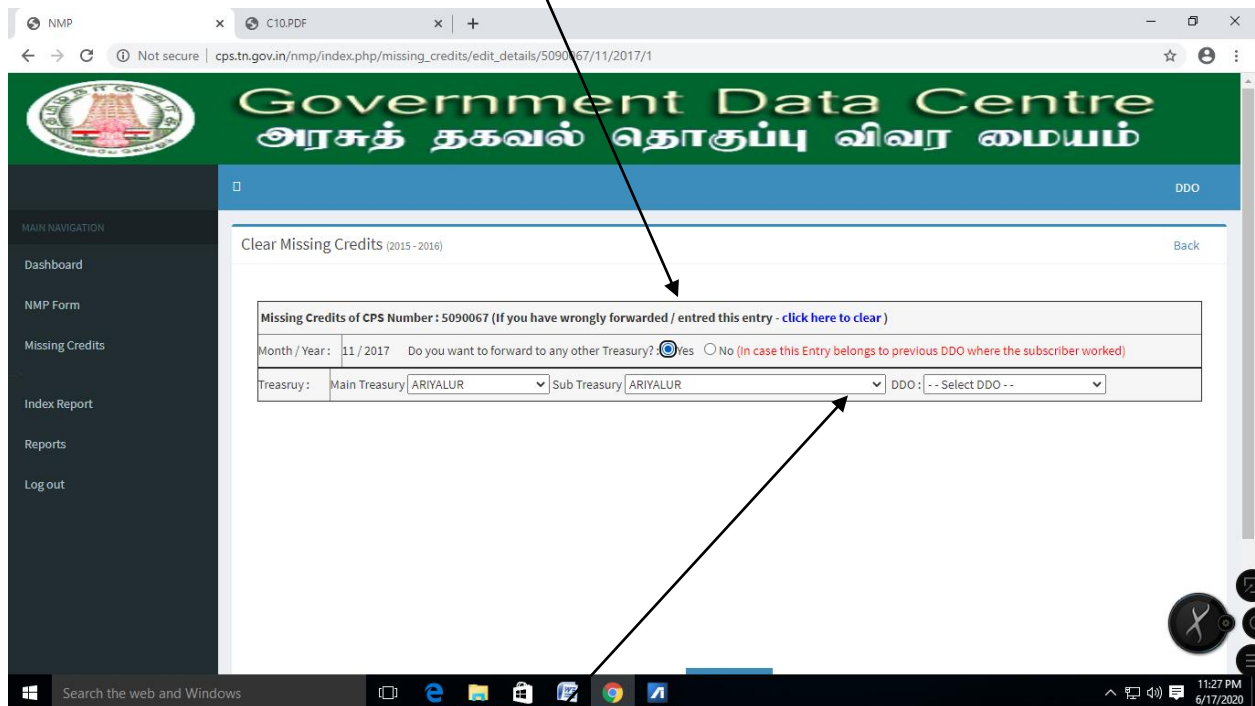 NMP
C10.PDF
Not secure | cps.tn.gov.in/nmp/index.php/missing_credits/edit_details/5090067/11/2017/1
Government Data Centre
அரசுத் தகவல் தொகுப்பு விவர மையம்
DDO
MAIN NAVIGATION
Dashboard
NMP Form
Missing Credits
Index Report
Reports
Log out
Clear Missing Credits (2015 - 2016)
Back
Missing Credits of CPS Number : 5090067 (If you have wrongly forwarded / entred this entry - click here to clear )
Month / Year : 11 / 2017 Do you want to forward to any other Treasury? : Yes No (In case this Entry belongs to previous DDO where the subscriber worked)
Treasruy : Main Treasury ARIYALUR Sub Treasury ARIYALUR DDO : - - Select DDO - -
Search the web and Windows
11:27 PM
6/17/2020